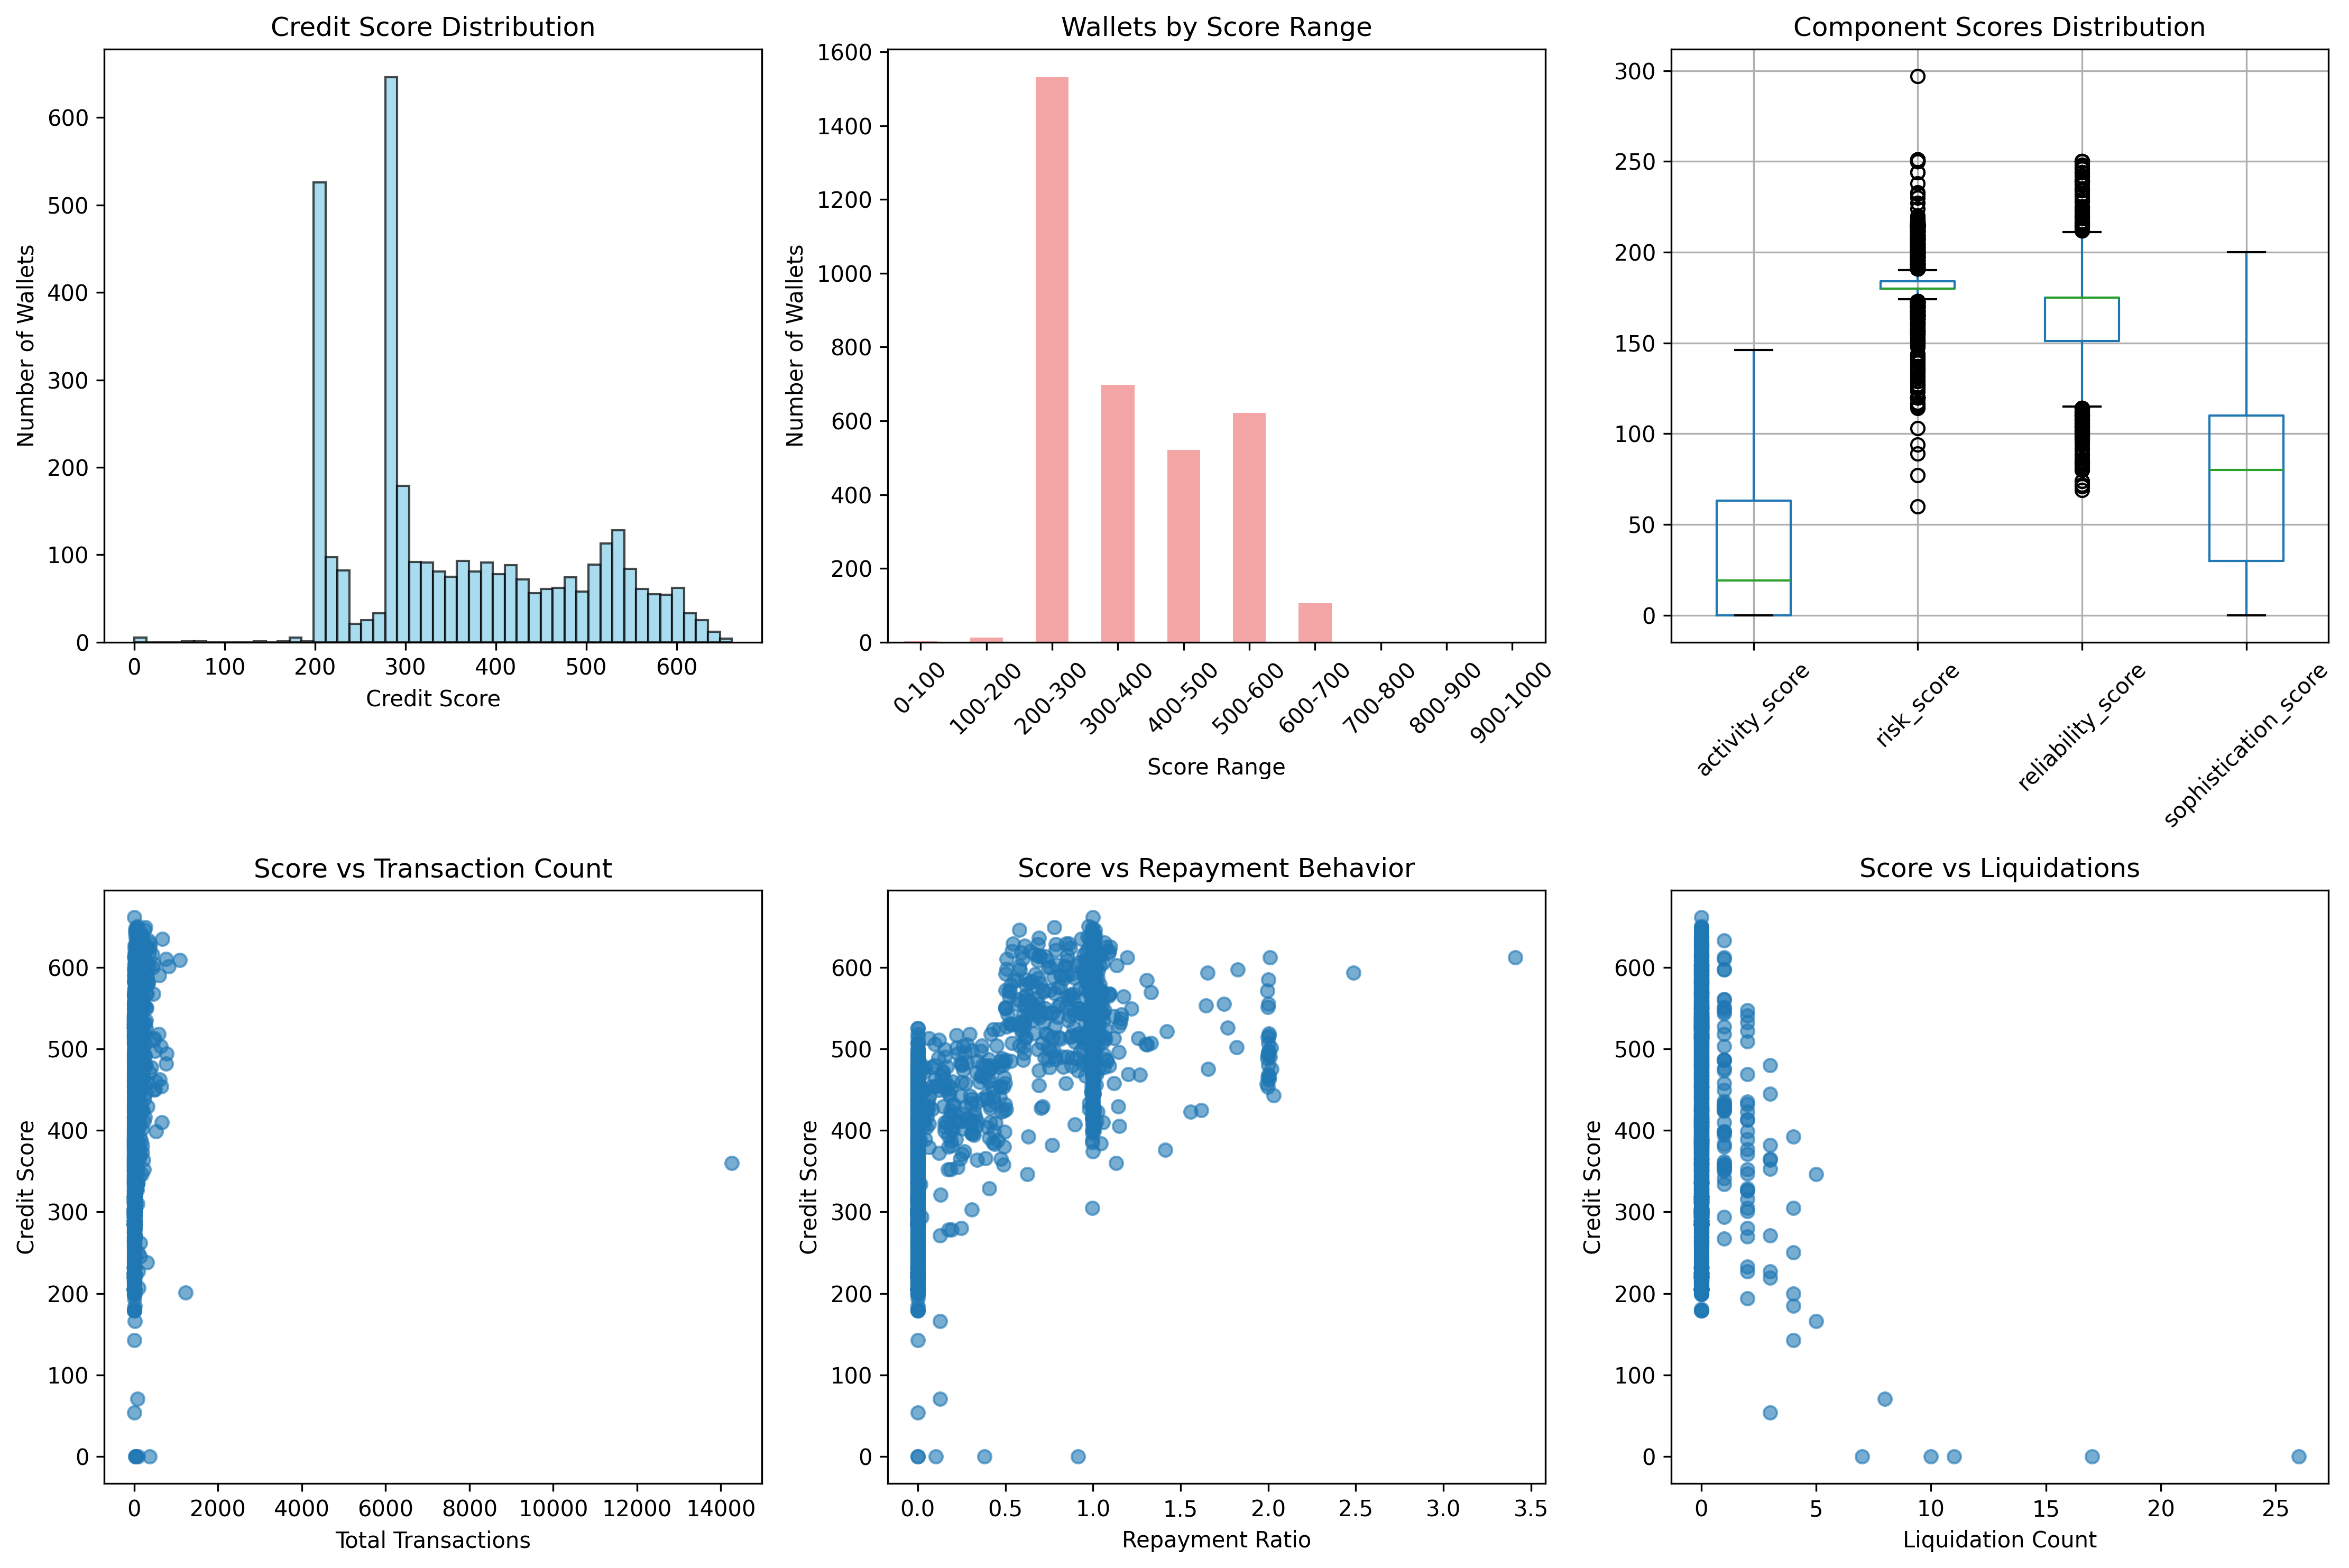 Credit Score Distribution
Number of Wallets
600
500
400
300
200
100
0
0 100 200 300 400 500 600
Credit Score
Wallets by Score Range
Number of Wallets
1600
1400
1200
1000
800
600
400
200
0
0-100 100-200 200-300 300-400 400-500 500-600 600-700 700-800 800-900 900-1000
Score Range
Component Scores Distribution
300
250
200
150
100
50
0
activity_score risk_score reliability_score sophistication_score
Score vs Transaction Count
Credit Score
600
500
400
300
200
100
0
0 2000 4000 6000 8000 10000 12000 14000
Total Transactions
Score vs Repayment Behavior
Credit Score
600
500
400
300
200
100
0
0.0 0.5 1.0 1.5 2.0 2.5 3.0 3.5
Repayment Ratio
Score vs Liquidations
Credit Score
600
500
400
300
200
100
0
0 5 10 15 20 25
Liquidation Count